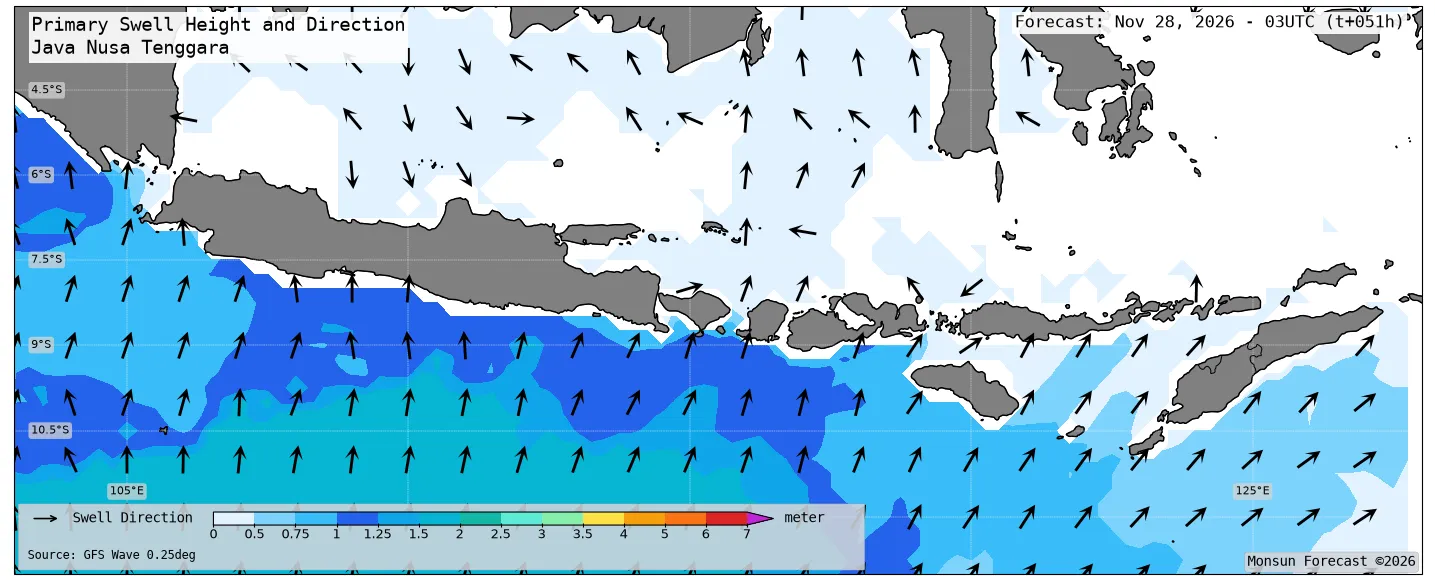 Primary Swell Height and Direction
Java Nusa Tenggara
Forecast: Nov 28, 2026 - 03UTC (t+051h)
4.5°S
6°S
7.5°S
9°S
10.5°S
105°E
125°E
Swell Direction
0 0.5 0.75 1 1.25 1.5 2 2.5 3 3.5 4 5 6 7
meter
Source: GFS Wave 0.25deg
Monsun Forecast ©2026